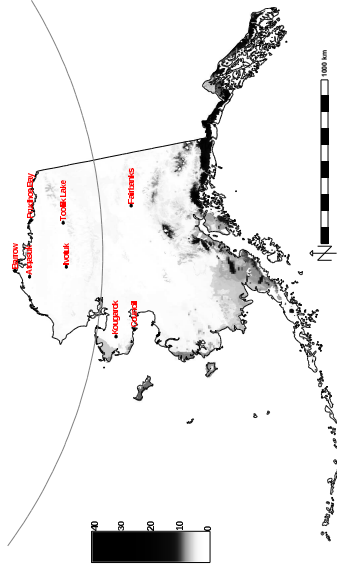 Barrow
Atqasuk
Prudhoe Bay
Ivotuk
Toolik Lake
Kougarok
Council
Fairbanks
1000 km
N
40
30
20
10
0